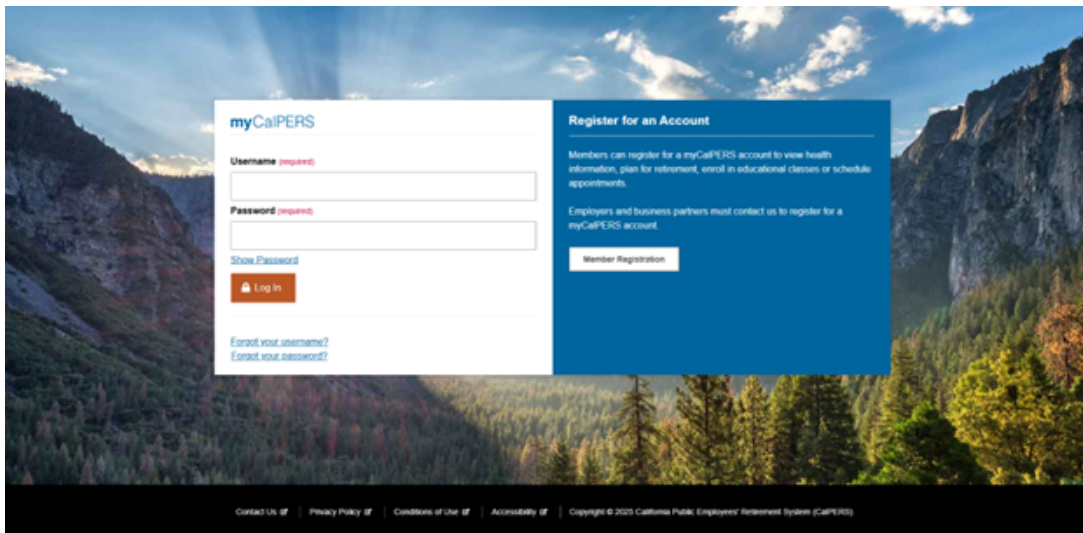 myCalPERS
Username (required)
Password (required)
Show Password
Log In
Forgot your username?
Forgot your password?
Register for an Account
Members can register for a myCalPERS account to view health
information, plan for retirement, enroll in educational classes or schedule
appointments.
Employers and business partners must contact us to register for a
myCalPERS account.
Member Registration
Contact Us | Privacy Policy | Conditions of Use | Accessibility | Copyright © 2025 California Public Employees' Retirement System (CalPERS)